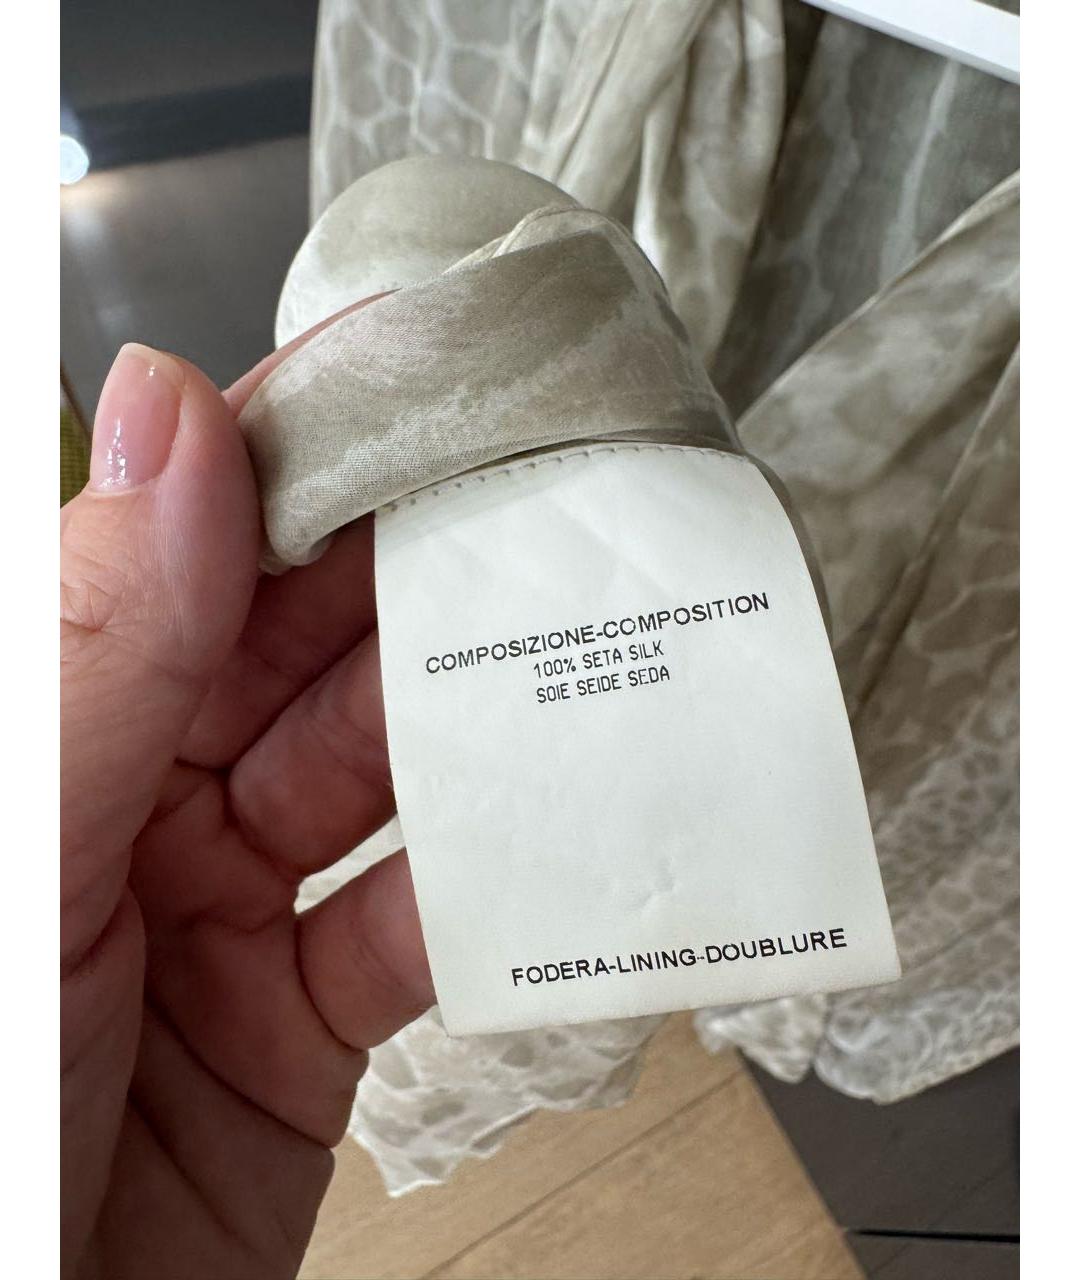 COMPOSIZIONE-COMPOSITION
100% SETA SILK
SOIE SEIDE SEDA
FODERA-LINING-DOUBLURE